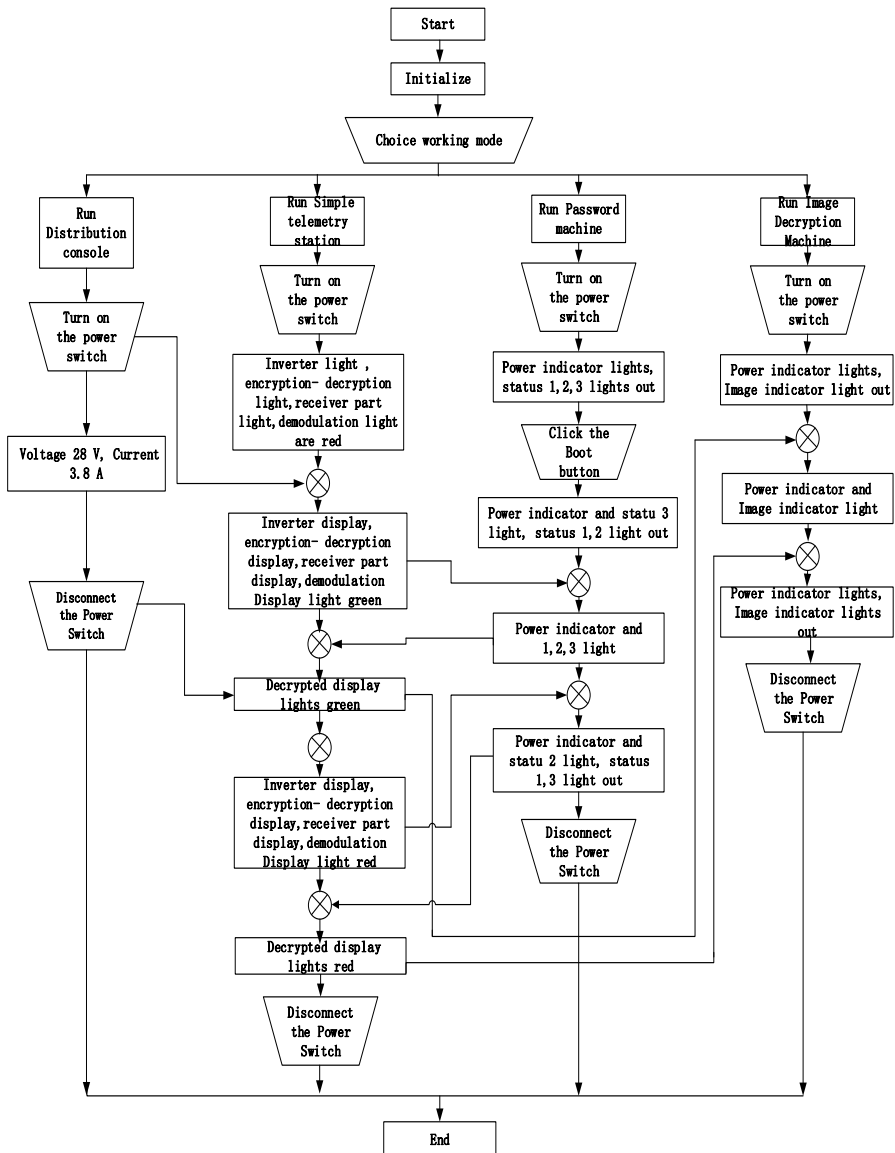 Start
Initialize
Choice working mode
Run
Distribution
console
Turn on
the power
switch
Voltage 28 V, Current
3.8 A
Disconnect
the Power
Switch
Run Simple
telemetry
station
Turn on
the power
switch
Inverter light ,
encryption- decryption
light,receiver part
light,demodulation light
are red
Inverter display,
encryption- decryption
display,receiver part
display,demodulation
Display light green
Decrypted display
lights green
Inverter display,
encryption- decryption
display,receiver part
display,demodulation
Display light red
Decrypted display
lights red
Disconnect
the Power
Switch
Run Password
machine
Turn on
the power
switch
Power indicator lights,
status 1,2,3 lights out
Click the
Boot
button
Power indicator and statu 3
light, status 1,2 light out
Power indicator and
1,2,3 light
Power indicator and
statu 2 light, status
1,3 light out
Disconnect
the Power
Switch
Run Image
Decryption
Machine
Turn on
the power
switch
Power indicator lights,
Image indicator light out
Power indicator and
Image indicator light
Power indicator lights,
Image indicator lights
out
Disconnect
the Power
Switch
End